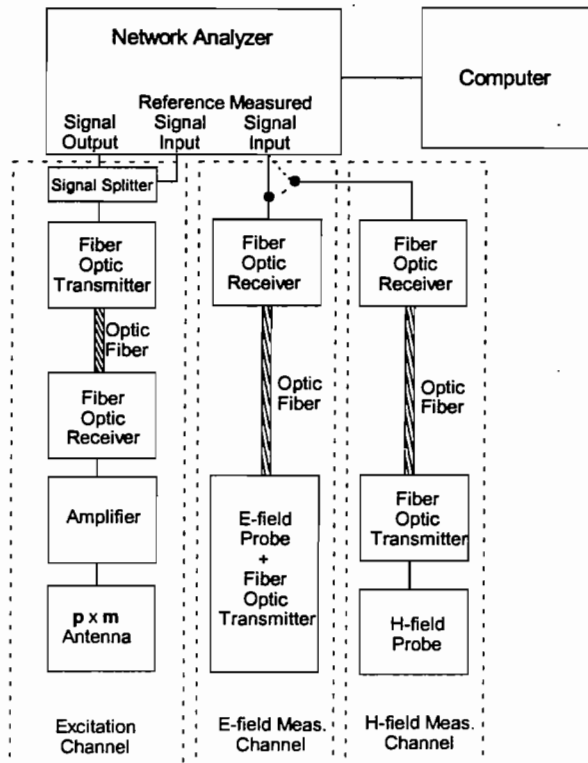 Network Analyzer
Computer
Reference Measured
Signal Signal Signal
Output Input Input
Signal Splitter
Fiber
Optic
Transmitter
Optic
Fiber
Fiber
Optic
Receiver
Amplifier
p x m
Antenna
Excitation
Channel
Fiber
Optic
Receiver
Optic
Fiber
E-field
Probe
+
Fiber
Optic
Transmitter
E-field Meas.
Channel
Fiber
Optic
Receiver
Optic
Fiber
Fiber
Optic
Transmitter
H-field
Probe
H-field Meas.
Channel